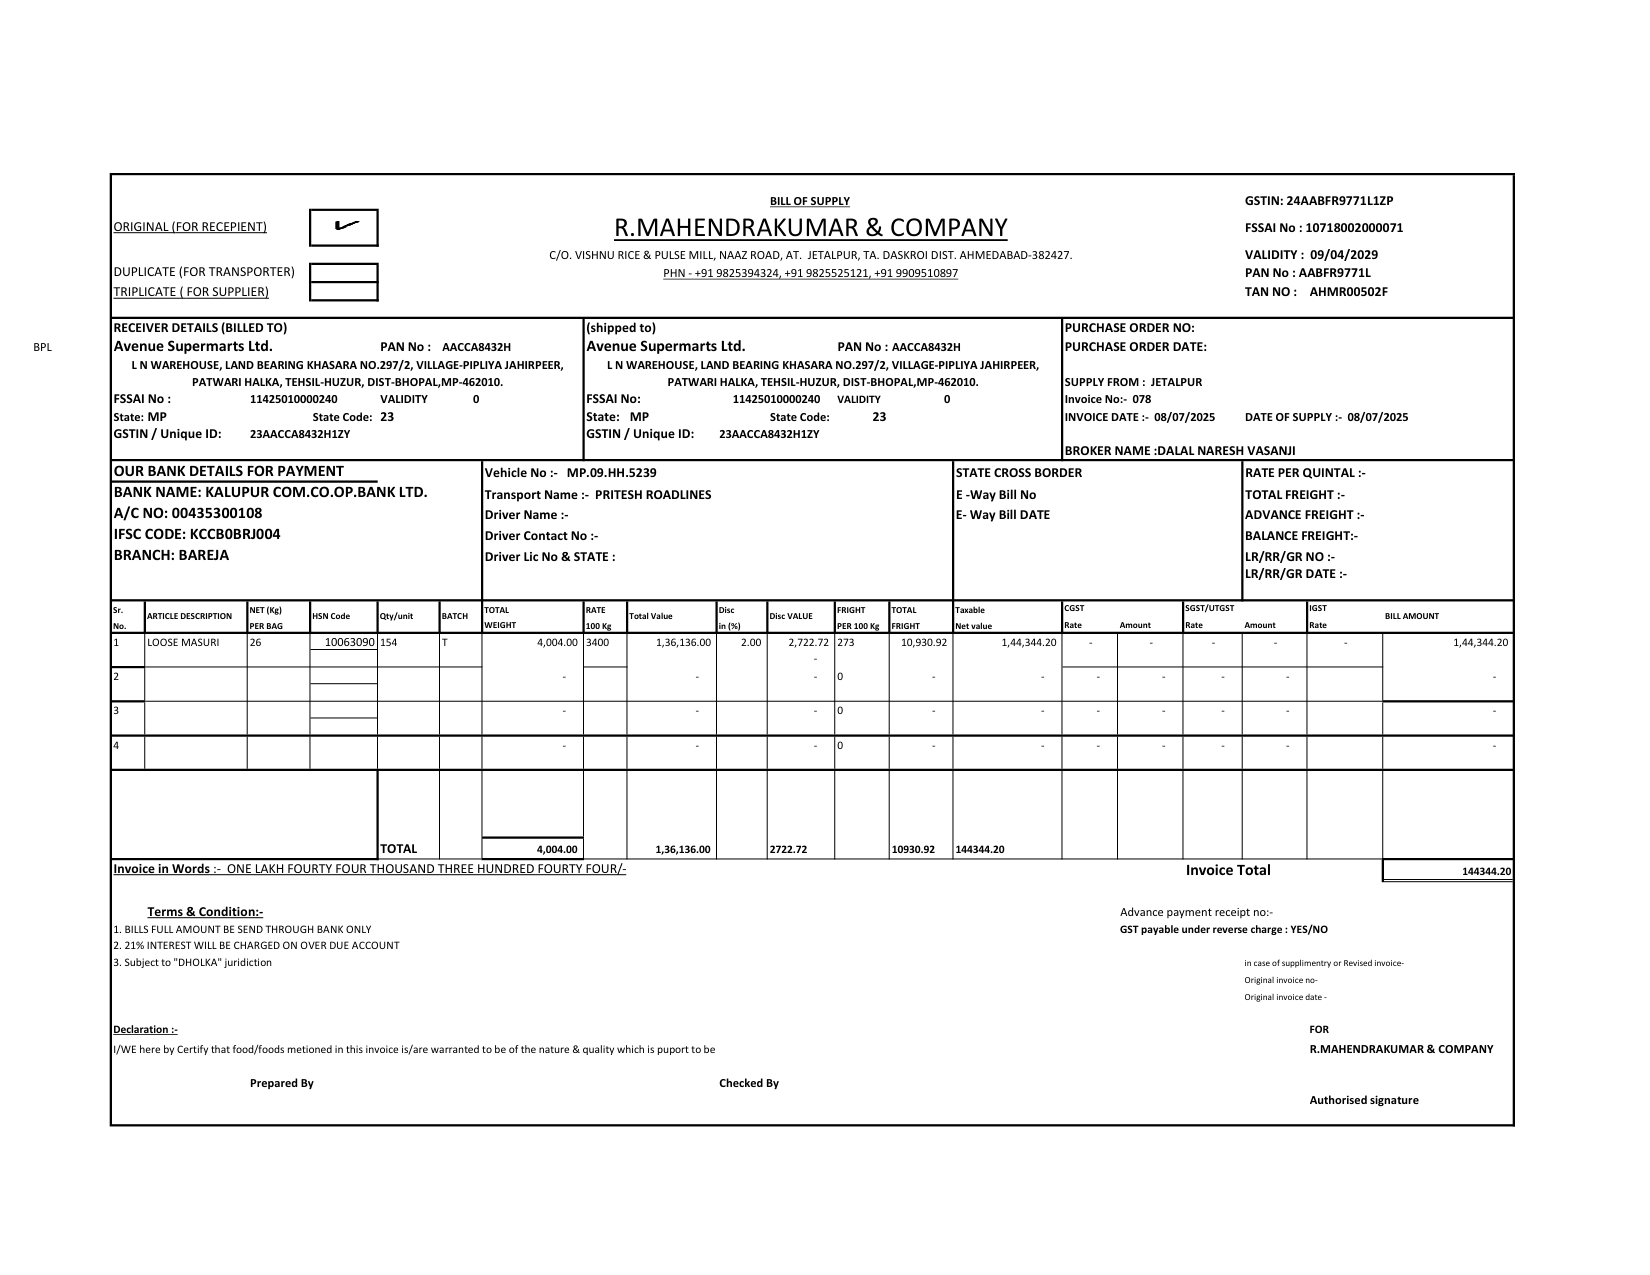 BILL OF SUPPLY
GSTIN: 24AABFR9771L1ZP
ORIGINAL (FOR RECEPIENT)
R.MAHENDRAKUMAR & COMPANY
FSSAI No : 10718002000071
C/O. VISHNU RICE & PULSE MILL, NAAZ ROAD, AT. JETALPUR, TA. DASKROI DIST. AHMEDABAD-382427.
VALIDITY : 09/04/2029
DUPLICATE (FOR TRANSPORTER)
PHN - +91 9825394324, +91 9825525121, +91 9909510897
PAN No : AABFR9771L
TRIPLICATE ( FOR SUPPLIER)
TAN NO : AHMR00502F
RECEIVER DETAILS (BILLED TO)
(shipped to)
PURCHASE ORDER NO:
BPL
Avenue Supermarts Ltd. PAN No : AACCA8432H
Avenue Supermarts Ltd. PAN No : AACCA8432H
PURCHASE ORDER DATE:
L N WAREHOUSE, LAND BEARING KHASARA NO.297/2, VILLAGE-PIPLIYA JAHIRPEER,
L N WAREHOUSE, LAND BEARING KHASARA NO.297/2, VILLAGE-PIPLIYA JAHIRPEER,
PATWARI HALKA, TEHSIL-HUZUR, DIST-BHOPAL,MP-462010.
PATWARI HALKA, TEHSIL-HUZUR, DIST-BHOPAL,MP-462010.
SUPPLY FROM : JETALPUR
FSSAI No : 11425010000240 VALIDITY 0
FSSAI No: 11425010000240 VALIDITY 0
Invoice No:- 078
State: MP State Code: 23
State: MP State Code: 23
INVOICE DATE :- 08/07/2025 DATE OF SUPPLY :- 08/07/2025
GSTIN / Unique ID: 23AACCA8432H1ZY
GSTIN / Unique ID: 23AACCA8432H1ZY
BROKER NAME :DALAL NARESH VASANJI
OUR BANK DETAILS FOR PAYMENT
Vehicle No :- MP.09.HH.5239
STATE CROSS BORDER
RATE PER QUINTAL :-
BANK NAME: KALUPUR COM.CO.OP.BANK LTD.
Transport Name :- PRITESH ROADLINES
E -Way Bill No
TOTAL FREIGHT :-
A/C NO: 00435300108
Driver Name :-
E- Way Bill DATE
ADVANCE FREIGHT :-
IFSC CODE: KCCB0BRJ004
Driver Contact No :-
BALANCE FREIGHT:-
BRANCH: BAREJA
Driver Lic No & STATE :
LR/RR/GR NO :-
LR/RR/GR DATE :-
Sr. NET (Kg) TOTAL RATE Disc FRIGHT TOTAL Taxable CGST SGST/UTGST IGST
ARTICLE DESCRIPTION HSN Code Qty/unit BATCH Total Value Disc VALUE BILL AMOUNT
No. PER BAG WEIGHT 100 Kg in (%) PER 100 Kg FRIGHT Net value Rate Amount Rate Amount Rate
1 LOOSE MASURI 26 10063090 154 T 4,004.00 3400 1,36,136.00 2.00 2,722.72 273 10,930.92 1,44,344.20 - - - - - 1,44,344.20
-
2 - - - 0 - - - - - - -
3 - - - 0 - - - - - - -
4 - - - 0 - - - - - - -
TOTAL 4,004.00 1,36,136.00 2722.72 10930.92 144344.20
Invoice in Words :- ONE LAKH FOURTY FOUR THOUSAND THREE HUNDRED FOURTY FOUR/-
Invoice Total 144344.20
Terms & Condition:-
Advance payment receipt no:-
1. BILLS FULL AMOUNT BE SEND THROUGH BANK ONLY
GST payable under reverse charge : YES/NO
2. 21% INTEREST WILL BE CHARGED ON OVER DUE ACCOUNT
3. Subject to "DHOLKA" juridiction
in case of supplimentry or Revised invoice-
Original invoice no-
Original invoice date -
Declaration :-
FOR
I/WE here by Certify that food/foods metioned in this invoice is/are warranted to be of the nature & quality which is puport to be
R.MAHENDRAKUMAR & COMPANY
Prepared By
Checked By
Authorised signature